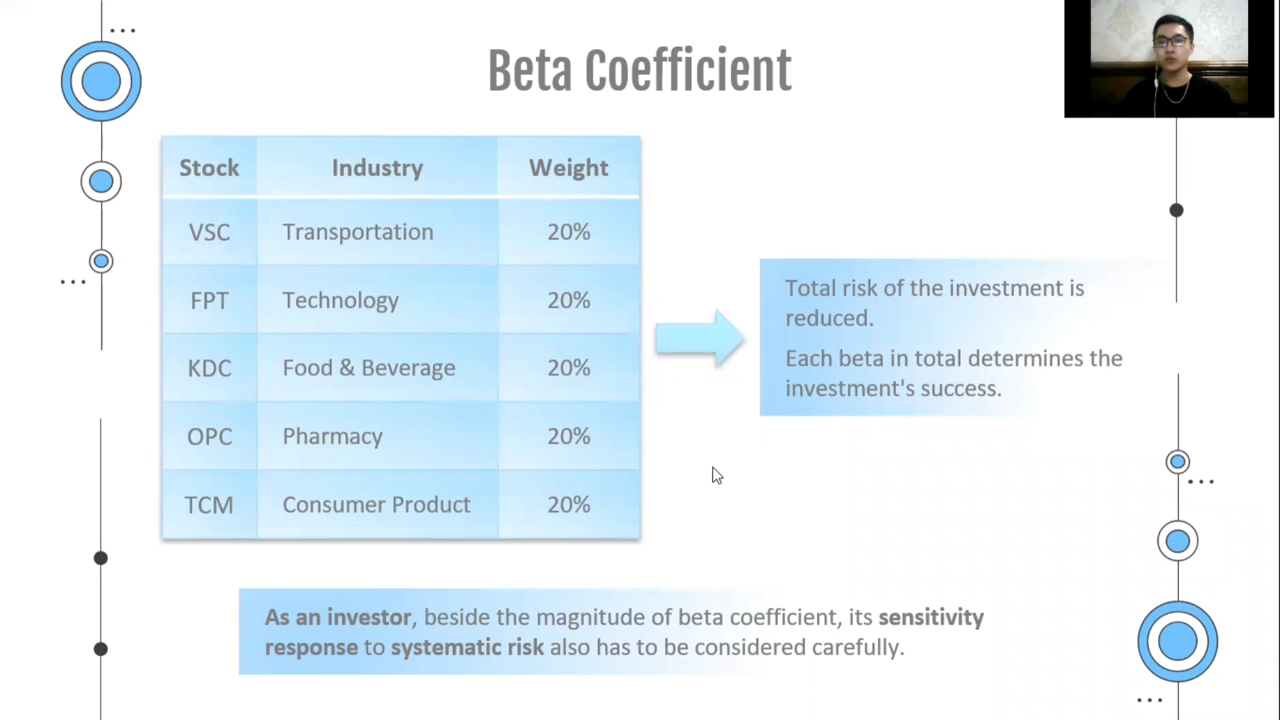 Beta Coefficient
Stock Industry Weight
VSC Transportation 20%
FPT Technology 20%
KDC Food & Beverage 20%
OPC Pharmacy 20%
TCM Consumer Product 20%
Total risk of the investment is
reduced.
Each beta in total determines the
investment's success.
As an investor, beside the magnitude of beta coefficient, its sensitivity
response to systematic risk also has to be considered carefully.